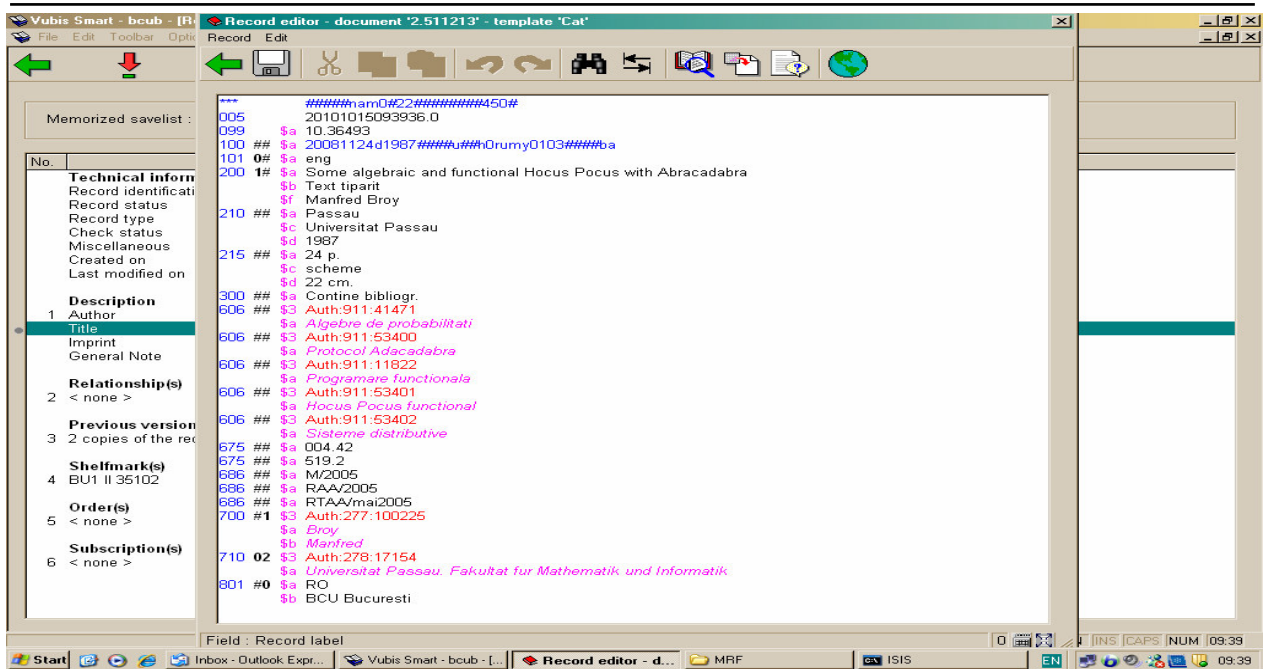 Vubis Smart - bcub - [R
Record editor - document '2.511213' - template 'Cat'
File Edit Toolbar Optio
Record Edit
Memorized savelist :
No.
Technical inform
Record identificati
Record status
Record type
Check status
Miscellaneous
Created on
Last modified on
Description
1 Author
Title
Imprint
General Note
Relationship(s)
2 < none >
Previous version
3 2 copies of the rec
Shelfmark(s)
4 BU1 II 35102
Order(s)
5 < none >
Subscription(s)
6 < none >
*** #####nam0#22########450#
005 20101015093936.0
099 $a 10.36493
100 ## $a 20081124d1987####u##h0rumy0103####ba
101 0# $a eng
200 1# $a Some algebraic and functional Hocus Pocus with Abracadabra
$b Text tiparit
$f Manfred Broy
210 ## $a Passau
$c Universitat Passau
$d 1987
215 ## $a 24 p.
$c scheme
$d 22 cm.
300 ## $a Contine bibliogr.
606 ## $3 Auth:911:41471
$a Algebre de probabilitati
606 ## $3 Auth:911:53400
$a Protocol Adacadabra
606 ## $3 Auth:911:11822
$a Programare functionala
606 ## $3 Auth:911:53401
$a Hocus Pocus functional
606 ## $3 Auth:911:53402
$a Sisteme distributive
675 ## $a 004.42
675 ## $a 519.2
686 ## $a M/2005
686 ## $a RAA/2005
686 ## $a RTAA/mai2005
700 #1 $3 Auth:277:100225
$a Broy
$b Manfred
710 02 $3 Auth:278:17154
$a Universitat Passau. Fakultat fur Mathematik und Informatik
801 #0 $a RO
$b BCU Bucuresti
Field : Record label 0
INS CAPS NUM 09:39
Start Inbox - Outlook Expr... Vubis Smart - bcub - [... Record editor - d... MRF ISIS EN 09:39